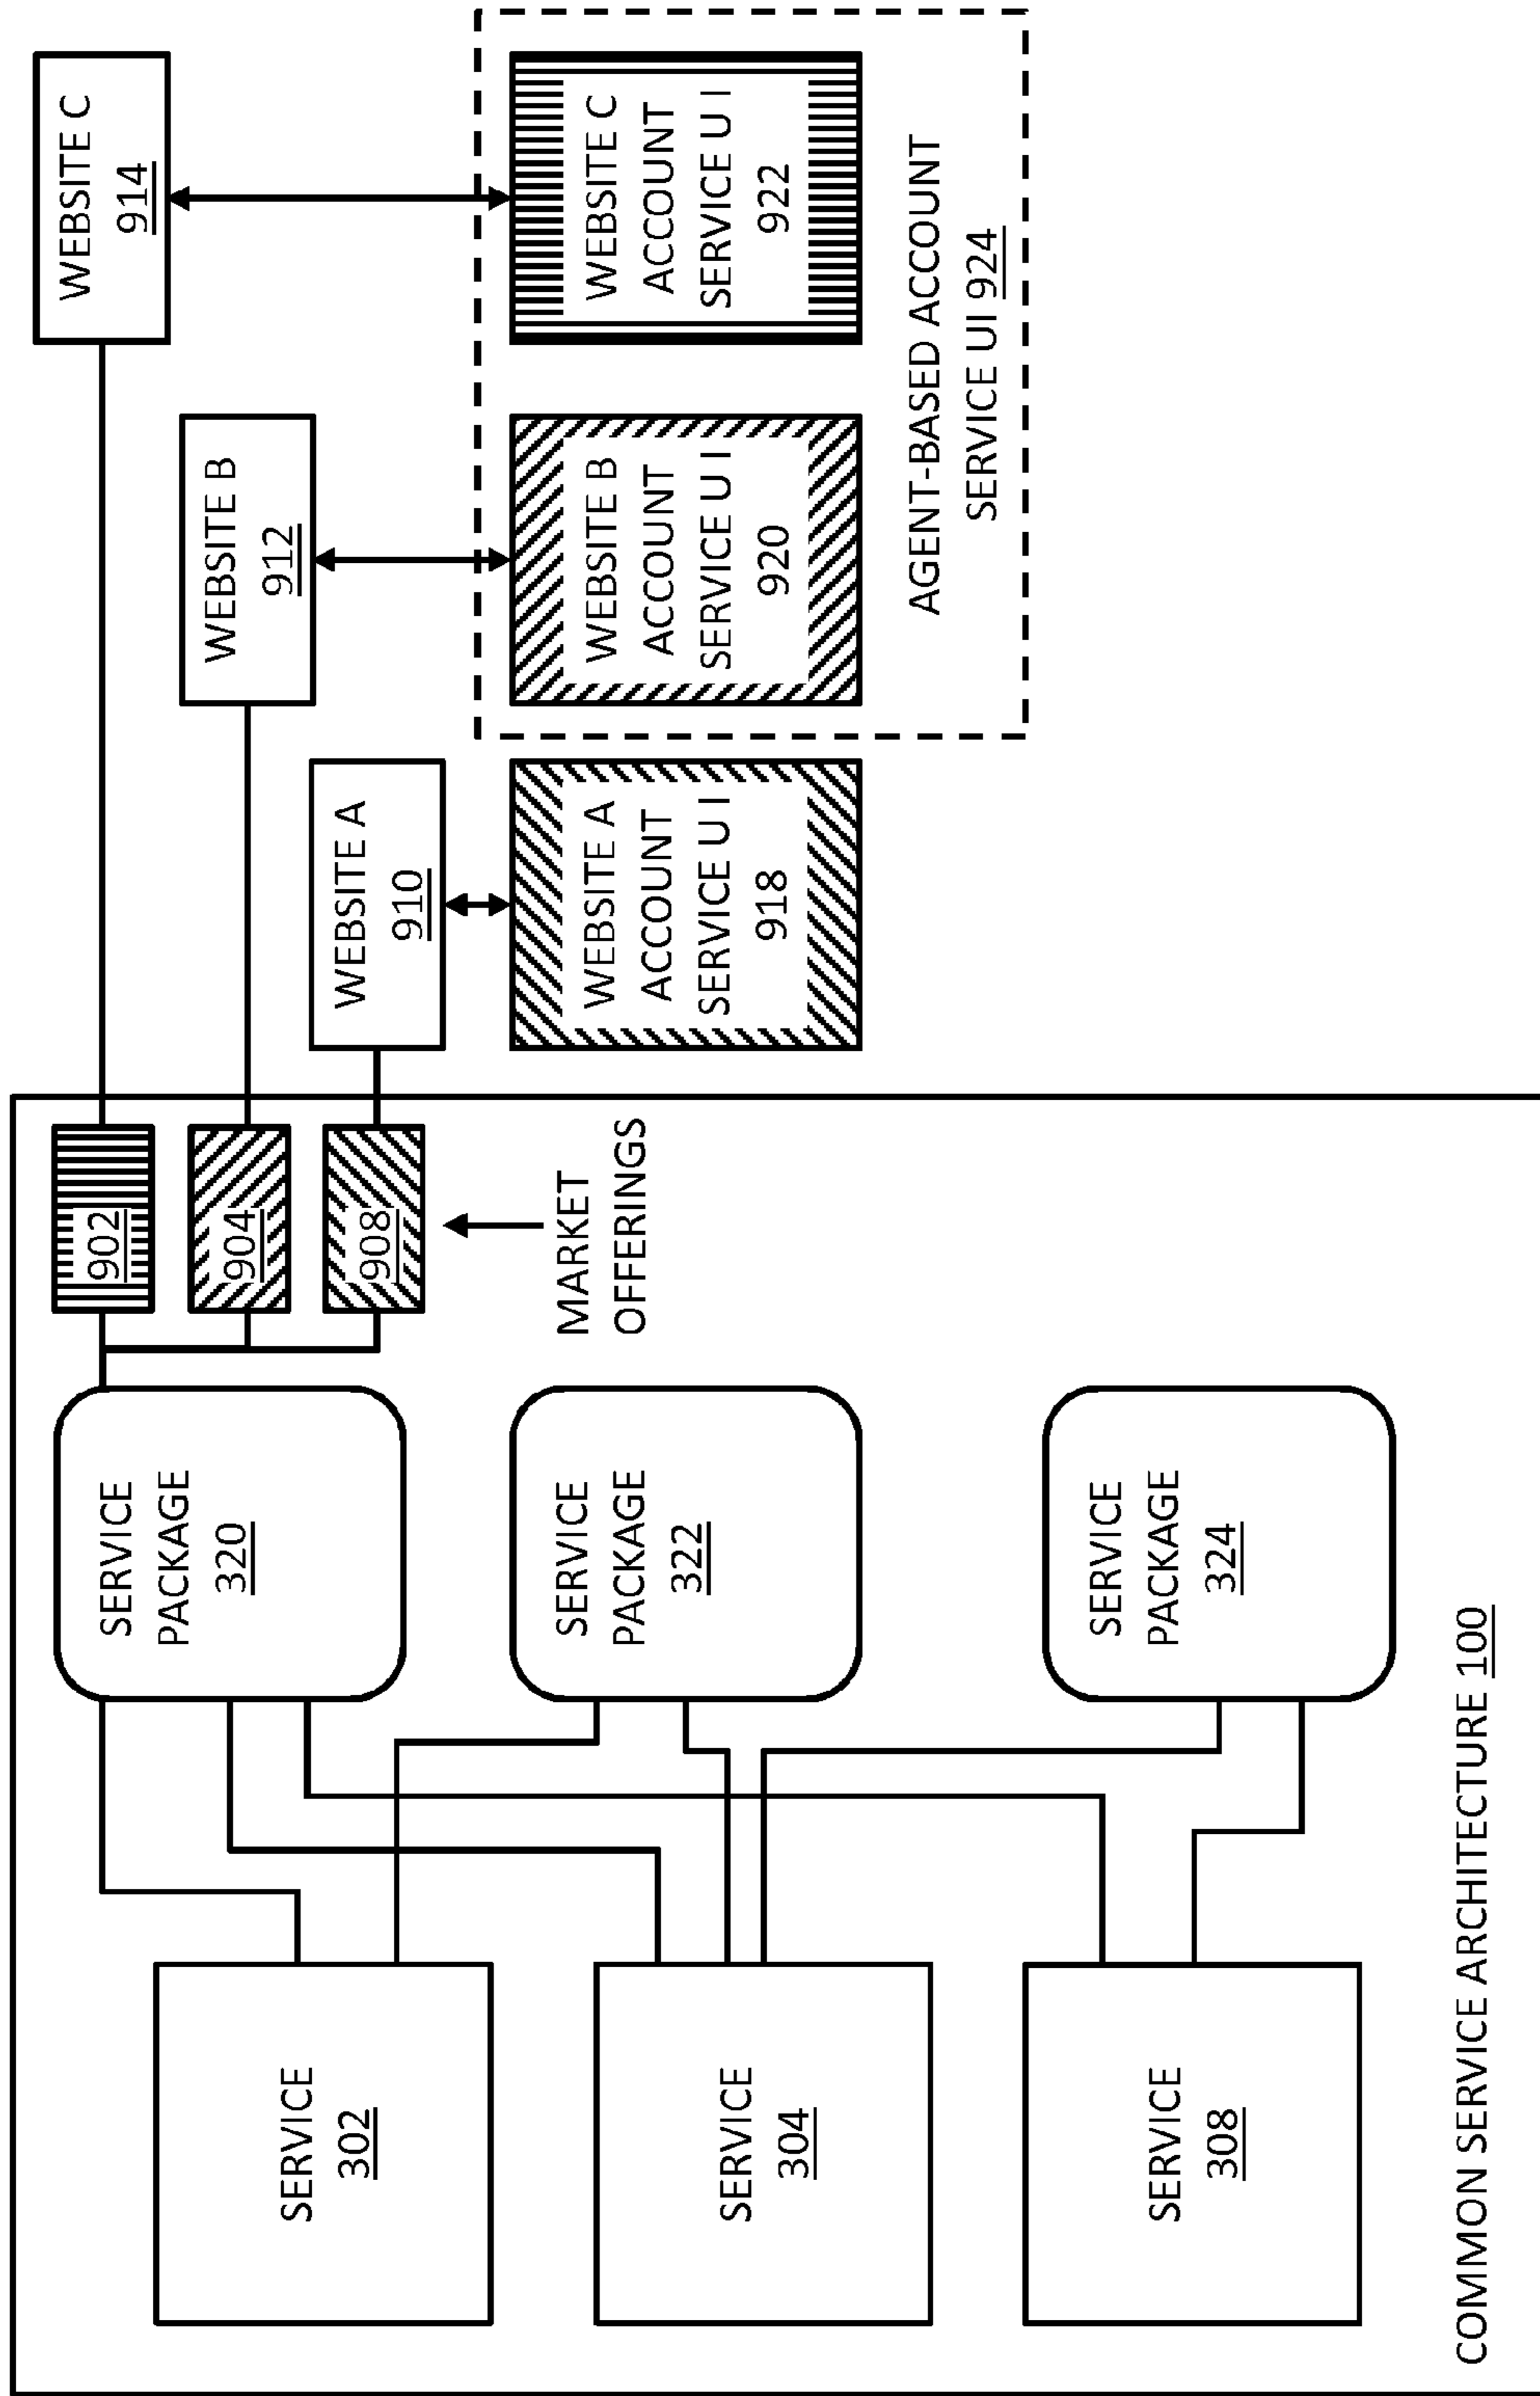 SERVICE
302
SERVICE
304
SERVICE
308
SERVICE
PACKAGE
320
SERVICE
PACKAGE
322
SERVICE
PACKAGE
324
902
904
908
MARKET
OFFERINGS
WEBSITE A
910
WEBSITE B
912
WEBSITE C
914
WEBSITE A
ACCOUNT
SERVICE U I
918
WEBSITE B
ACCOUNT
SERVICE U I
920
WEBSITE C
ACCOUNT
SERVICE U I
922
AGENT-BASED ACCOUNT
SERVICE UI 924
COMMON SERVICE ARCHITECTURE 100